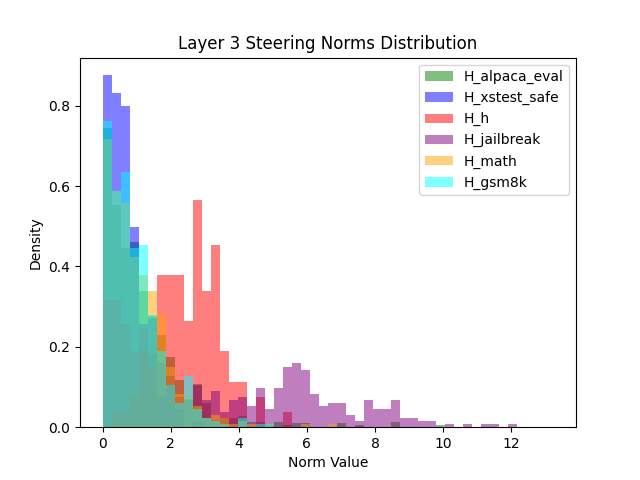 Layer 3 Steering Norms Distribution
H_alpaca_eval
H_xstest_safe
H_h
H_jailbreak
H_math
H_gsm8k
Density
0.8
0.6
0.4
0.2
0.0
0 2 4 6 8 10 12
Norm Value